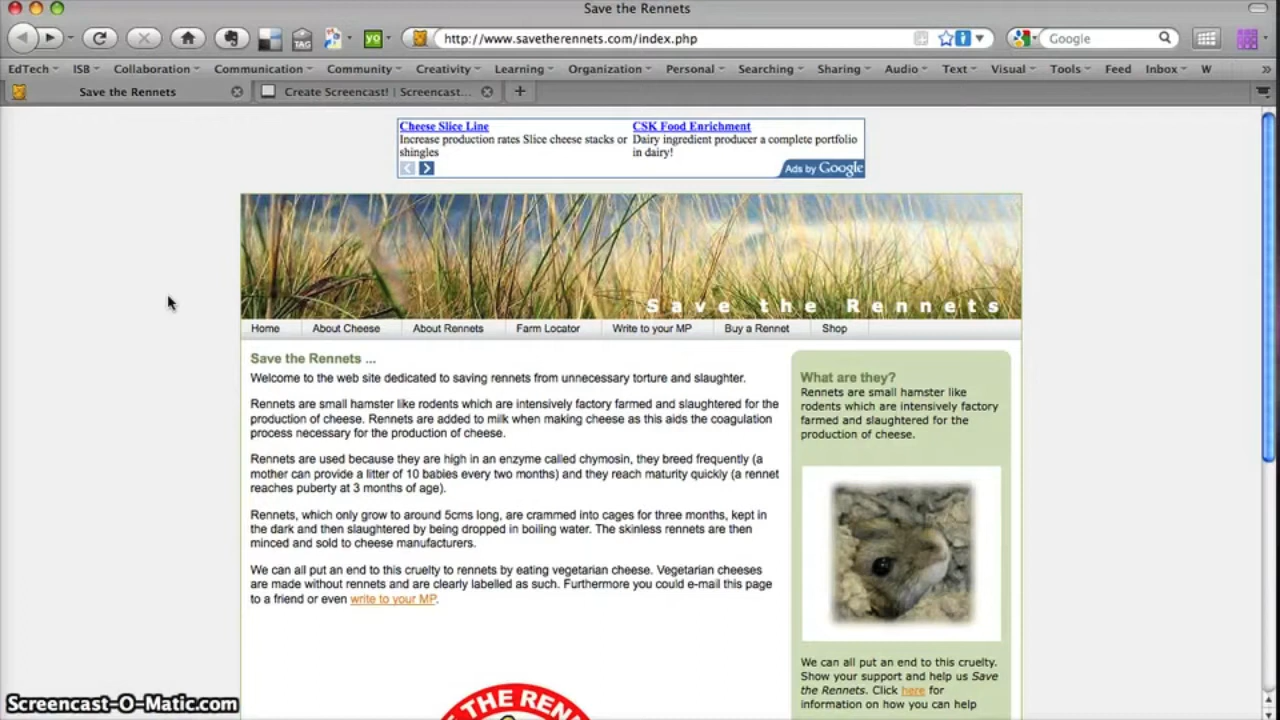 Save the Rennets
http://www.savetherennets.com/index.php
Google
TAG
yo
EdTech ISB Collaboration Communication Community Creativity Learning Organization Personal Searching Sharing Audio Text Visual Tools Feed Inbox W
Save the Rennets
Create Screencast! | Screencast...
Cheese Slice Line
Increase production rates Slice cheese stacks or
shingles
CSK Food Enrichment
Dairy ingredient producer a complete portfolio
in dairy!
Ads by Google
Save the Rennets
Home About Cheese About Rennets Farm Locator Write to your MP Buy a Rennet Shop
Save the Rennets ...
Welcome to the web site dedicated to saving rennets from unnecessary torture and slaughter.
Rennets are small hamster like rodents which are intensively factory farmed and slaughtered for the
production of cheese. Rennets are added to milk when making cheese as this aids the coagulation
process necessary for the production of cheese.
Rennets are used because they are high in an enzyme called chymosin, they breed frequently (a
mother can provide a litter of 10 babies every two months) and they reach maturity quickly (a rennet
reaches puberty at 3 months of age).
Rennets, which only grow to around 5cms long, are crammed into cages for three months, kept in
the dark and then slaughtered by being dropped in boiling water. The skinless rennets are then
minced and sold to cheese manufacturers.
We can all put an end to this cruelty to rennets by eating vegetarian cheese. Vegetarian cheeses
are made without rennets and are clearly labelled as such. Furthermore you could e-mail this page
to a friend or even write to your MP.
What are they?
Rennets are small hamster like
rodents which are intensively factory
farmed and slaughtered for the
production of cheese.
We can all put an end to this cruelty.
Show your support and help us Save
the Rennets. Click here for
information on how you can help
THE REN
Screencast-O-Matic.com